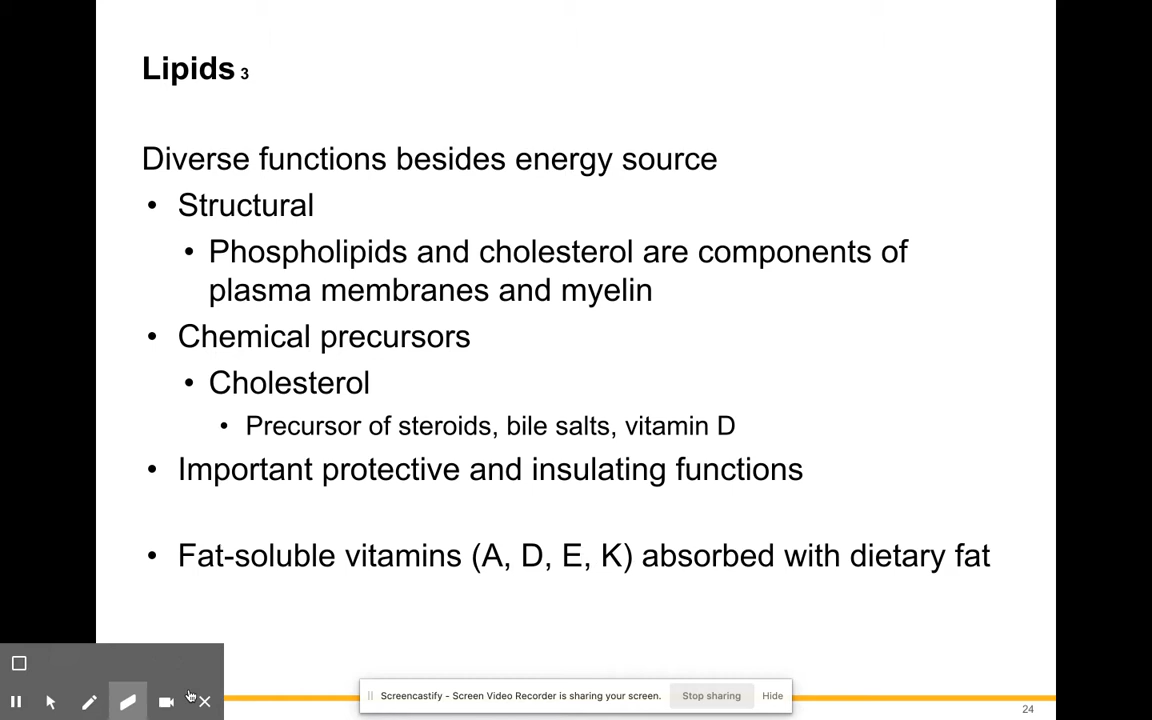 Lipids 3
Diverse functions besides energy source
• Structural
• Phospholipids and cholesterol are components of
plasma membranes and myelin
• Chemical precursors
• Cholesterol
• Precursor of steroids, bile salts, vitamin D
• Important protective and insulating functions
• Fat-soluble vitamins (A, D, E, K) absorbed with dietary fat
Screencastify - Screen Video Recorder is sharing your screen. Stop sharing Hide
24